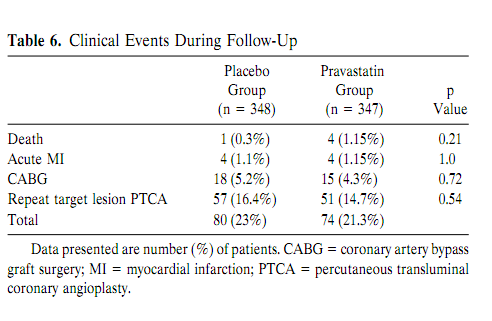 Table 6. Clinical Events During Follow-Up
Placebo Group (n = 348) Pravastatin Group (n = 347) p Value
Death 1 (0.3%) 4 (1.15%) 0.21
Acute MI 4 (1.1%) 4 (1.15%) 1.0
CABG 18 (5.2%) 15 (4.3%) 0.72
Repeat target lesion PTCA 57 (16.4%) 51 (14.7%) 0.54
Total 80 (23%) 74 (21.3%)
Data presented are number (%) of patients. CABG = coronary artery bypass
graft surgery; MI = myocardial infarction; PTCA = percutaneous transluminal
coronary angioplasty.